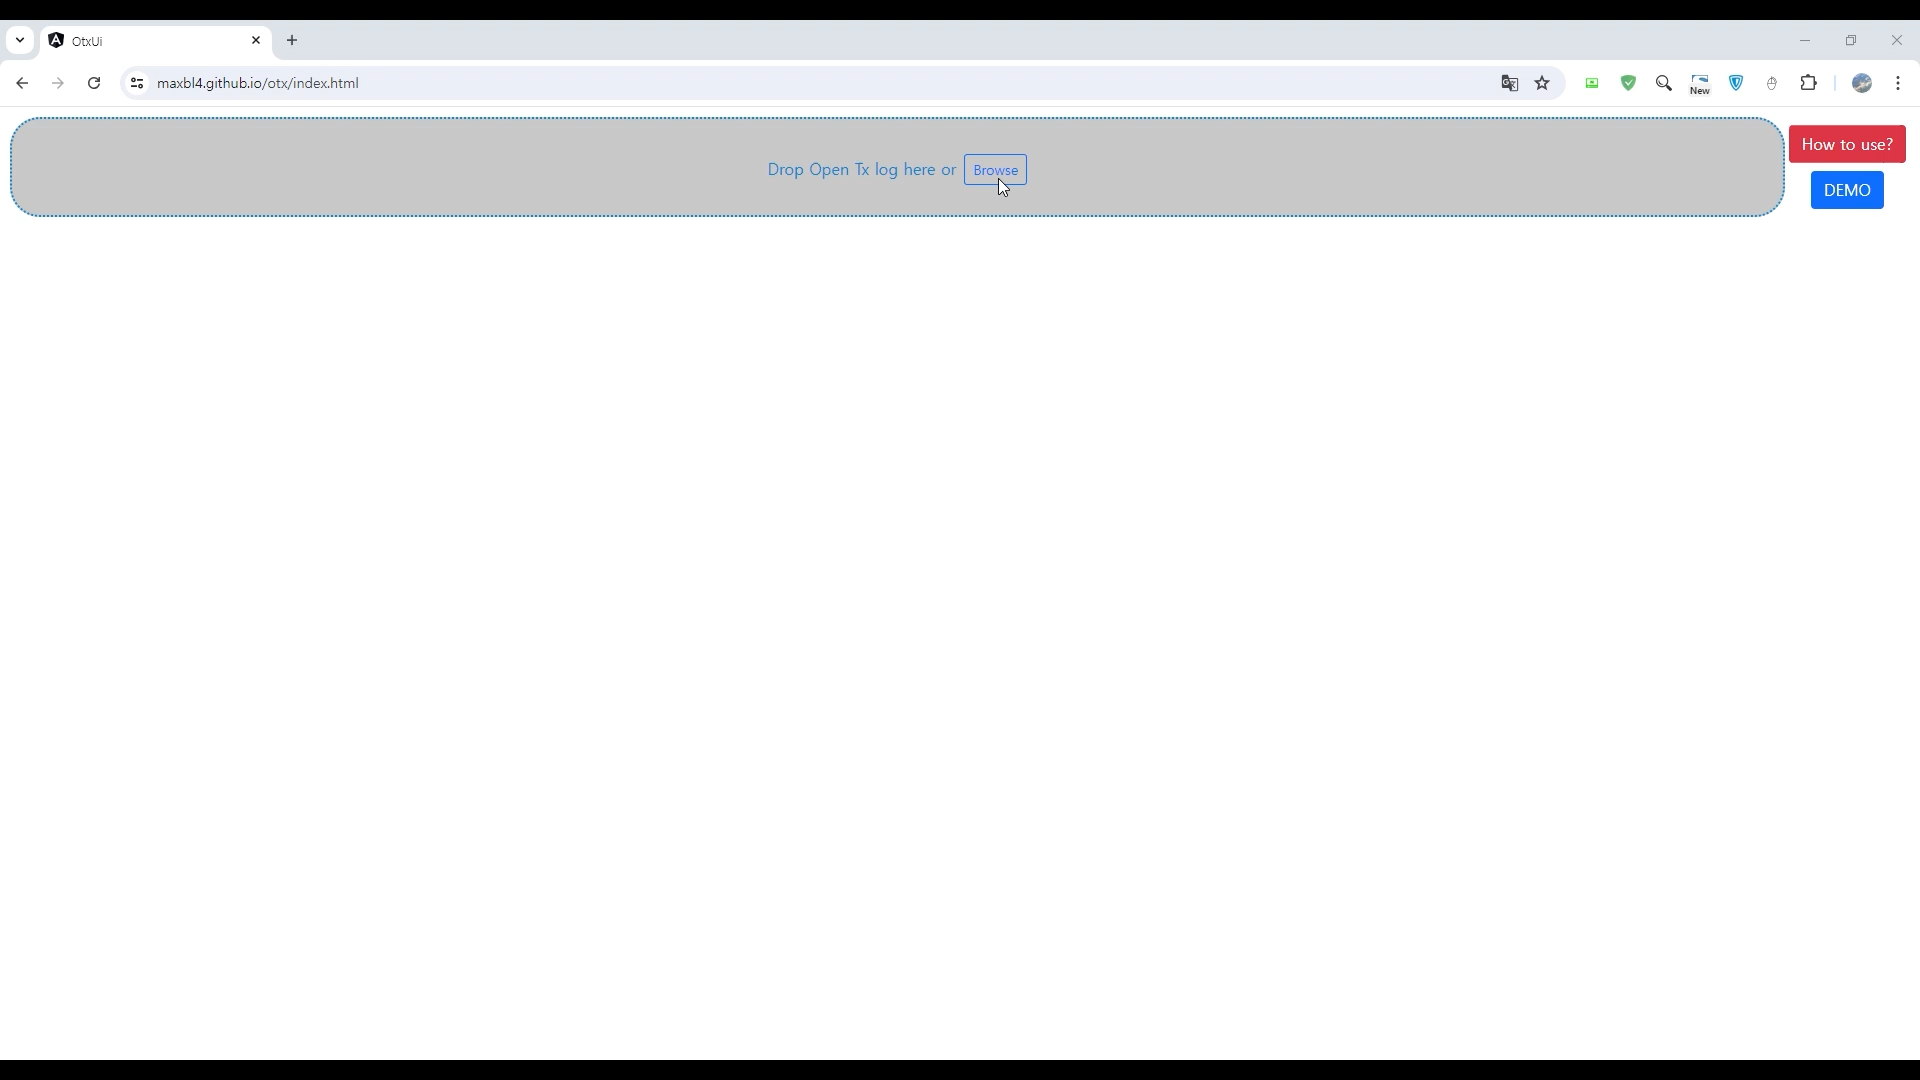 OtxUi
maxbl4.github.io/otx/index.html
New
Drop Open Tx log here or Browse
How to use?
DEMO